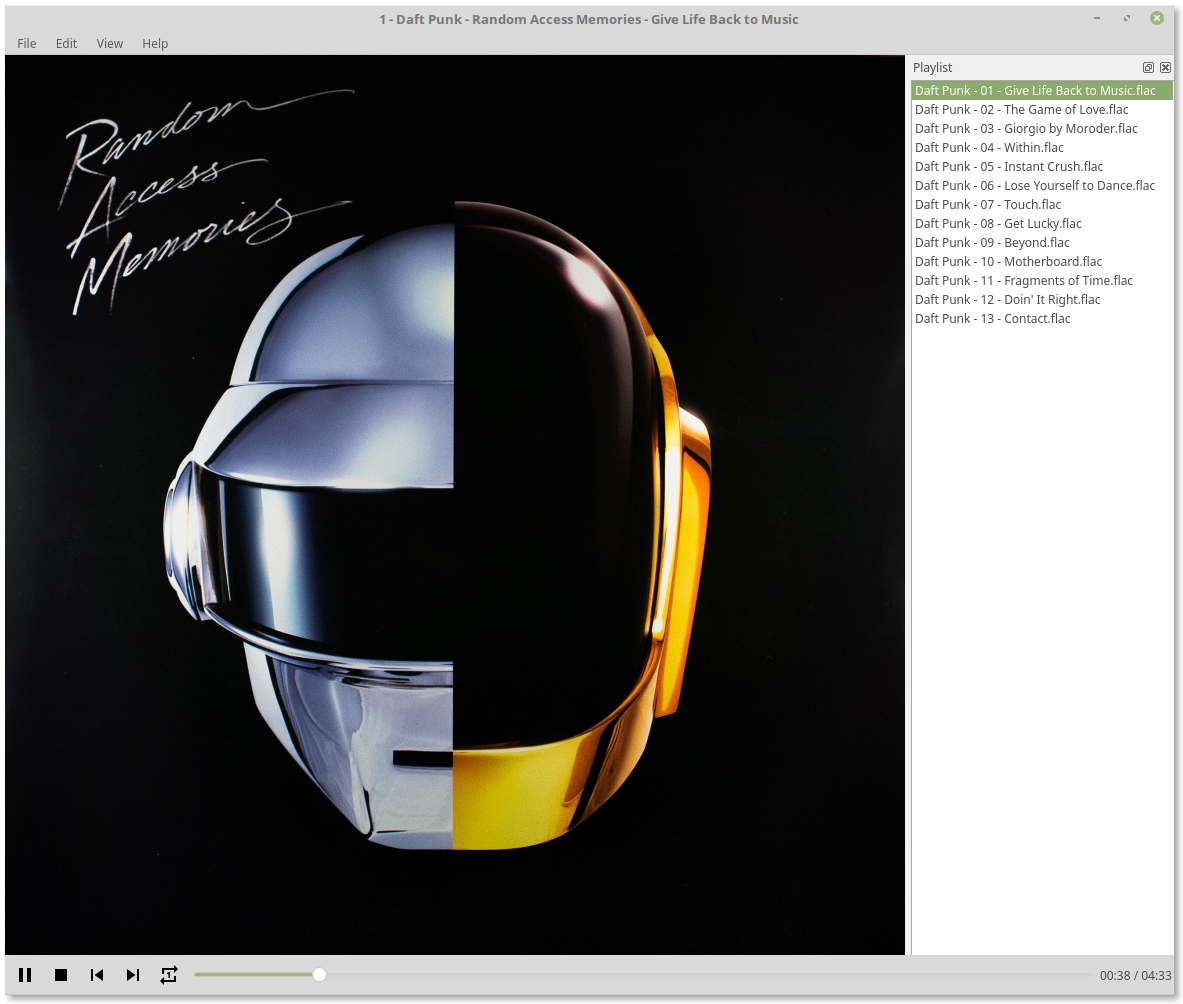 1 - Daft Punk - Random Access Memories - Give Life Back to Music
File Edit View Help
Random
Access
Memories
Playlist
Daft Punk - 01 - Give Life Back to Music.flac
Daft Punk - 02 - The Game of Love.flac
Daft Punk - 03 - Giorgio by Moroder.flac
Daft Punk - 04 - Within.flac
Daft Punk - 05 - Instant Crush.flac
Daft Punk - 06 - Lose Yourself to Dance.flac
Daft Punk - 07 - Touch.flac
Daft Punk - 08 - Get Lucky.flac
Daft Punk - 09 - Beyond.flac
Daft Punk - 10 - Motherboard.flac
Daft Punk - 11 - Fragments of Time.flac
Daft Punk - 12 - Doin' It Right.flac
Daft Punk - 13 - Contact.flac
1
00:38 / 04:33